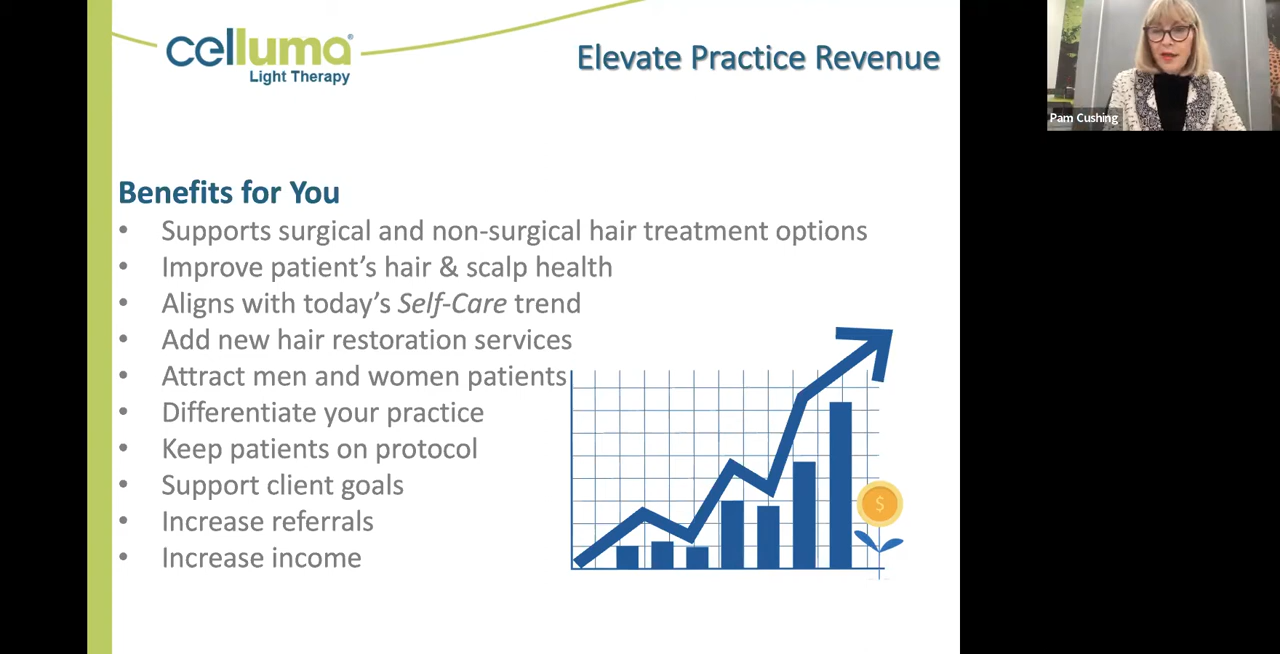 celluma®
Light Therapy
Elevate Practice Revenue
Pam Cushing
Benefits for You
• Supports surgical and non-surgical hair treatment options
• Improve patient’s hair & scalp health
• Aligns with today’s Self-Care trend
• Add new hair restoration services
• Attract men and women patients
• Differentiate your practice
• Keep patients on protocol
• Support client goals
• Increase referrals
• Increase income
$